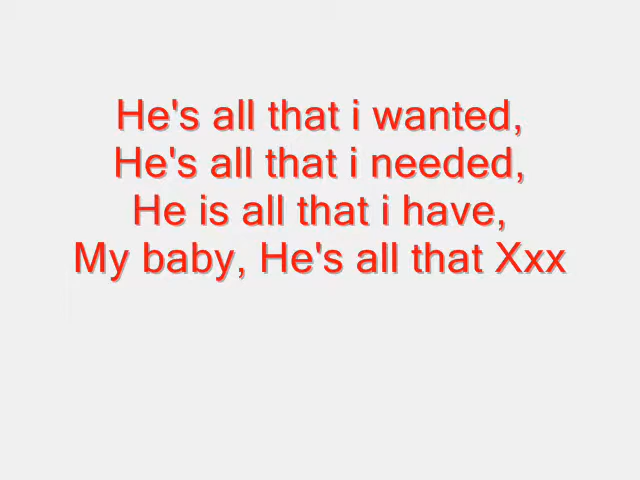 He's all that i wanted,
He's all that i needed,
He is all that i have,
My baby, He's all that Xxx